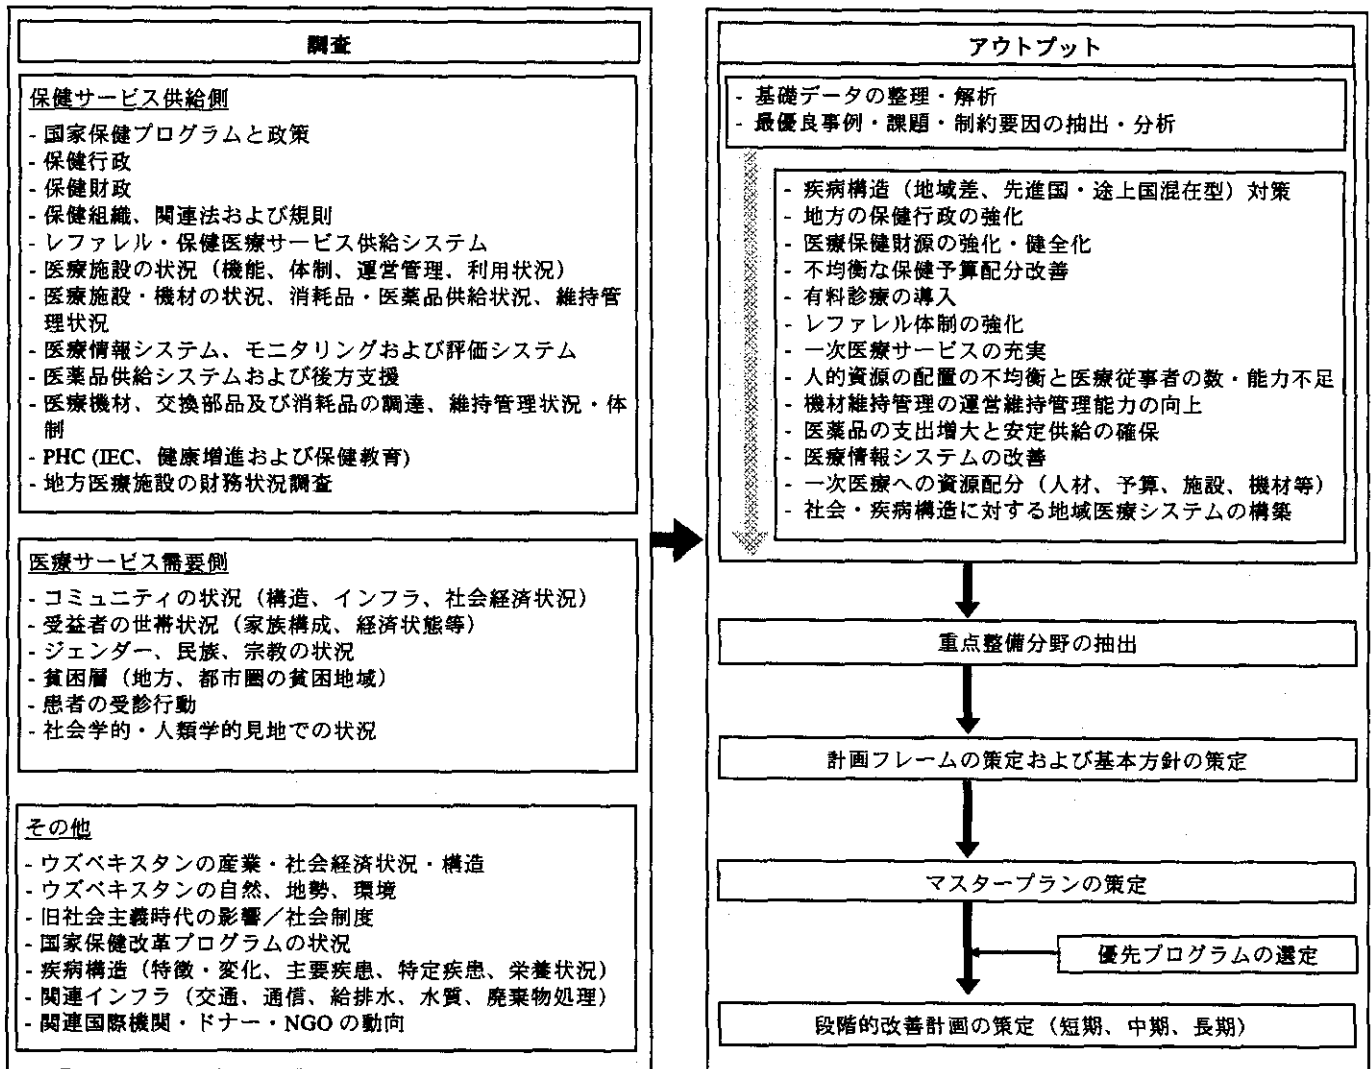 調査
保健サービス供給側
- 国家保健プログラムと政策
- 保健行政
- 保健財政
- 保健組織、関連法および規則
- レファレル・保健医療サービス供給システム
- 医療施設の状況（機能、体制、運営管理、利用状況）
- 医療施設・機材の状況、消耗品・医薬品供給状況、維持管
理状況
- 医療情報システム、モニタリングおよび評価システム
- 医薬品供給システムおよび後方支援
- 医療機材、交換部品及び消耗品の調達、維持管理状況・体
制
- PHC (IEC、健康増進および保健教育)
- 地方医療施設の財務状況調査
医療サービス需要側
- コミュニティの状況（構造、インフラ、社会経済状況）
- 受益者の世帯状況（家族構成、経済状態等）
- ジェンダー、民族、宗教の状況
- 貧困層（地方、都市圏の貧困地域）
- 患者の受診行動
- 社会学的・人類学的見地での状況
その他
- ウズベキスタンの産業・社会経済状況・構造
- ウズベキスタンの自然、地勢、環境
- 旧社会主義時代の影響／社会制度
- 国家保健改革プログラムの状況
- 疾病構造（特徴・変化、主要疾患、特定疾患、栄養状況）
- 関連インフラ（交通、通信、給排水、水質、廃棄物処理）
- 関連国際機関・ドナー・NGO の動向
アウトプット
- 基礎データの整理・解析
- 最優良事例・課題・制約要因の抽出・分析
- 疾病構造（地域差、先進国・途上国混在型）対策
- 地方の保健行政の強化
- 医療保健財源の強化・健全化
- 不均衡な保健予算配分改善
- 有料診療の導入
- レファレル体制の強化
- 一次医療サービスの充実
- 人的資源の配置の不均衡と医療従事者の数・能力不足
- 機材維持管理の運営維持管理能力の向上
- 医薬品の支出増大と安定供給の確保
- 医療情報システムの改善
- 一次医療への資源配分（人材、予算、施設、機材等）
- 社会・疾病構造に対する地域医療システムの構築
重点整備分野の抽出
計画フレームの策定および基本方針の策定
マスタープランの策定
優先プログラムの選定
段階的改善計画の策定（短期、中期、長期）